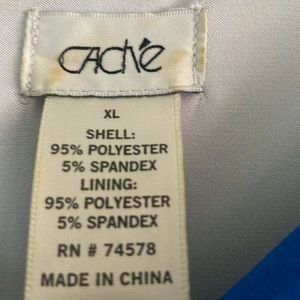 Caché
XL
SHELL:
95% POLYESTER
5% SPANDEX
LINING:
95% POLYESTER
5% SPANDEX
RN # 74578
MADE IN CHINA